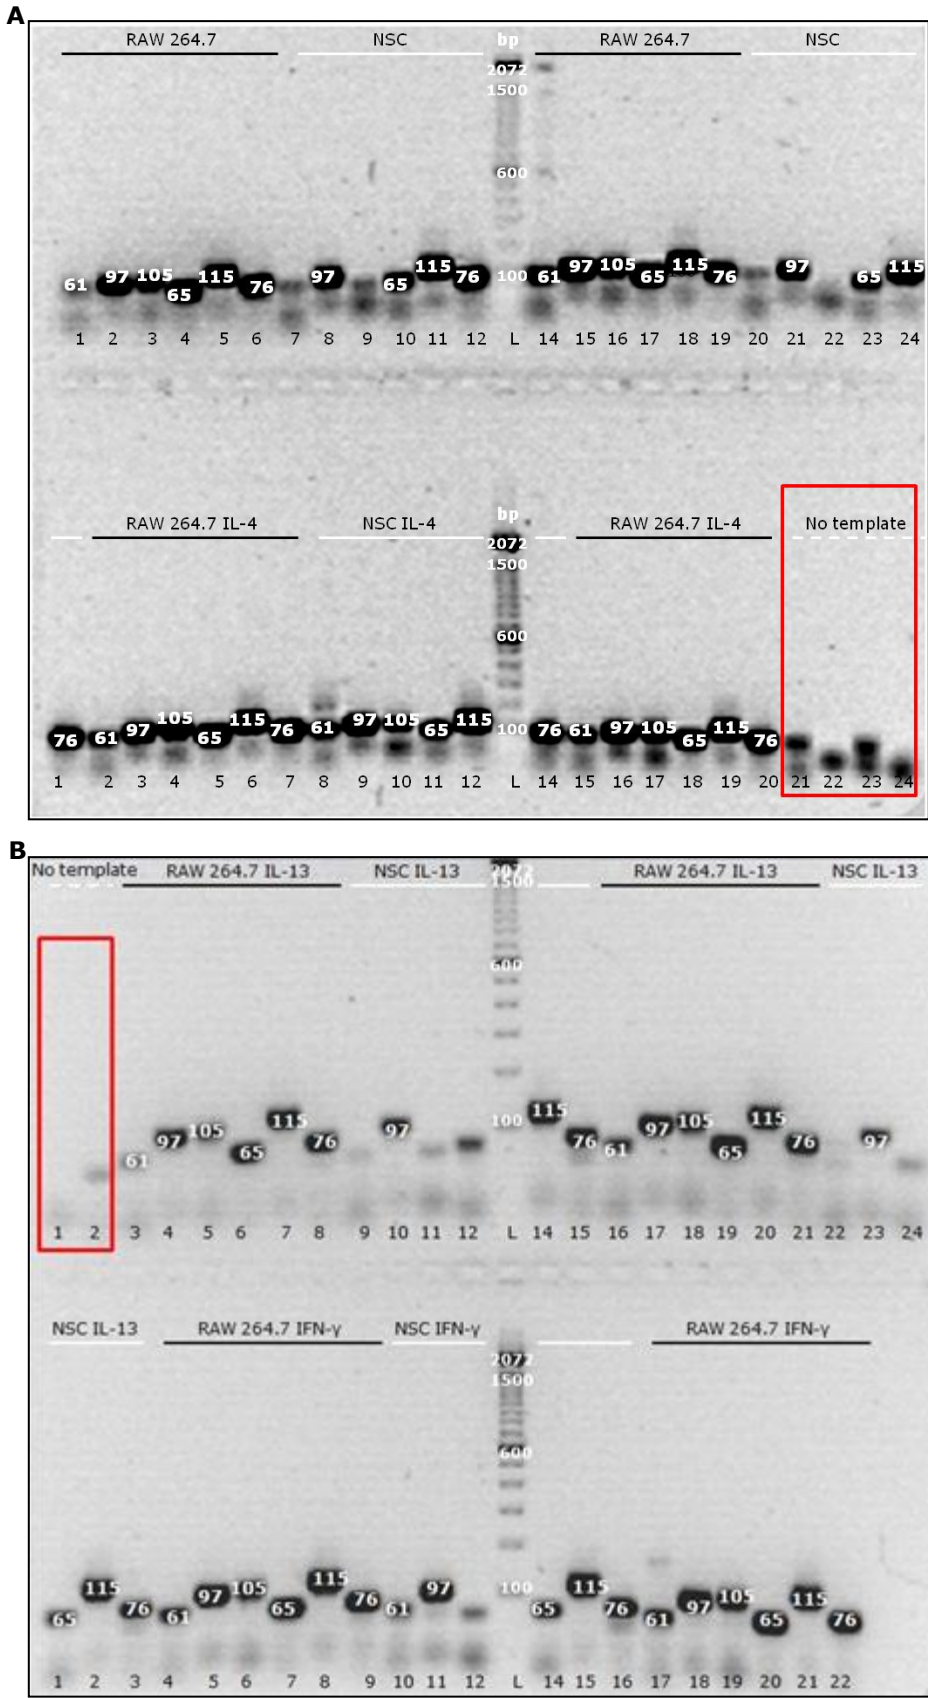 A
RAW 264.7 NSC bp RAW 264.7 NSC
2072
1500
600
61 97 105 65 115 76 97 65 115 76 100 61 97 105 65 115 76 97 65 115
1 2 3 4 5 6 7 8 9 10 11 12 L 14 15 16 17 18 19 20 21 22 23 24
RAW 264.7 IL-4 NSC IL-4 bp RAW 264.7 IL-4 No template
2072
1500
600
76 61 97 105 65 115 76 61 97 105 65 115 100 76 61 97 105 65 115 76
1 2 3 4 5 6 7 8 9 10 11 12 L 14 15 16 17 18 19 20 21 22 23 24
B
No template RAW 264.7 IL-13 NSC IL-13 2072 RAW 264.7 IL-13 NSC IL-13
1500
600
61 97 105 65 115 76 97 100 115 76 61 97 105 65 115 76 97
1 2 3 4 5 6 7 8 9 10 11 12 L 14 15 16 17 18 19 20 21 22 23 24
NSC IL-13 RAW 264.7 IFN-γ NSC IFN-γ RAW 264.7 IFN-γ
2072
1500
600
65 115 76 61 97 105 65 115 76 61 97 100 65 115 76 61 97 105 65 115 76
1 2 3 4 5 6 7 8 9 10 11 12 L 14 15 16 17 18 19 20 21 22